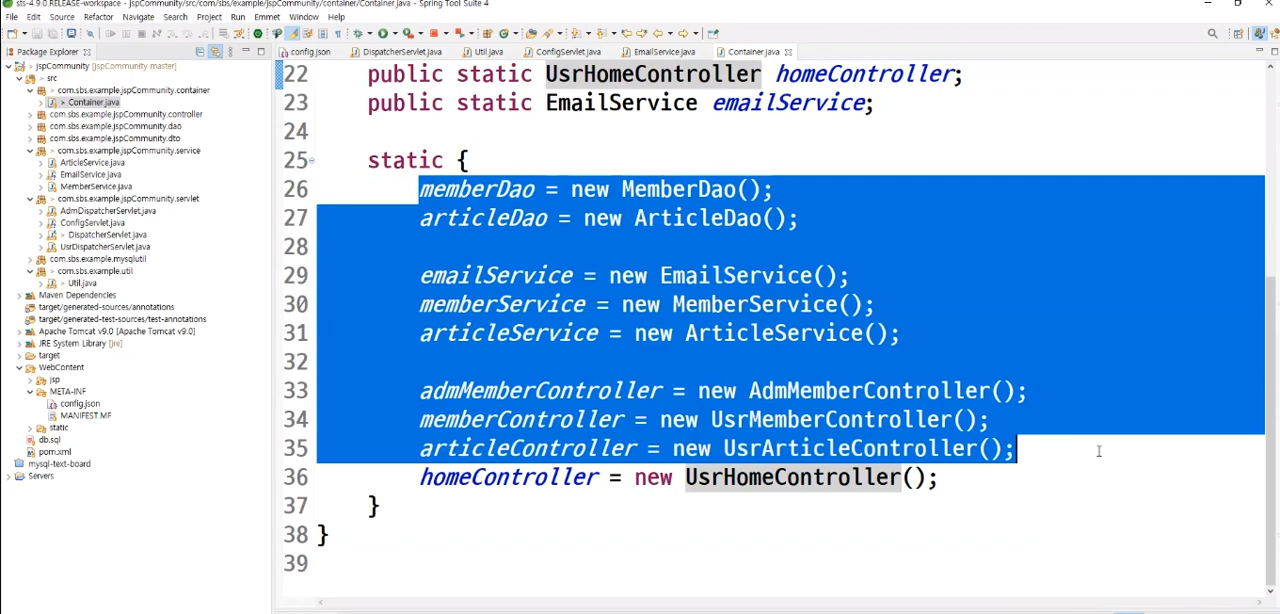 sts-4.9.0.RELEASE-workspace - jspCommunity/src/com/sbs/example/jspCommunity/container/Container.java - Spring Tool Suite 4
File Edit Source Refactor Navigate Search Project Run Emmet Window Help
Package Explorer
config.json DispatcherServlet.java Util.java ConfigServlet.java EmailService.java Container.java
jspCommunity [jspCommunity master]
src
com.sbs.example.jspCommunity.container
> Container.java
com.sbs.example.jspCommunity.controller
com.sbs.example.jspCommunity.dao
com.sbs.example.jspCommunity.dto
com.sbs.example.jspCommunity.service
ArticleService.java
EmailService.java
MemberService.java
com.sbs.example.jspCommunity.servlet
AdmDispatcherServlet.java
ConfigServlet.java
> DispatcherServlet.java
UsrDispatcherServlet.java
com.sbs.example.mysqlutil
com.sbs.example.util
Util.java
Maven Dependencies
target/generated-sources/annotations
target/generated-test-sources/test-annotations
Apache Tomcat v9.0 [Apache Tomcat v9.0]
JRE System Library [jre]
target
WebContent
jsp
META-INF
config.json
MANIFEST.MF
static
db.sql
pom.xml
mysql-text-board
Servers
22 public static UsrHomeController homeController;
23 public static EmailService emailService;
24
25 static {
26 memberDao = new MemberDao();
27 articleDao = new ArticleDao();
28
29 emailService = new EmailService();
30 memberService = new MemberService();
31 articleService = new ArticleService();
32
33 admMemberController = new AdmMemberController();
34 memberController = new UsrMemberController();
35 articleController = new UsrArticleController();
36 homeController = new UsrHomeController();
37 }
38 }
39